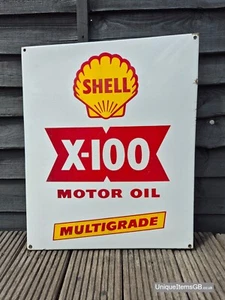 SHELL
X-100
MOTOR OIL
MULTIGRADE
UniqueItemsGB.co.uk